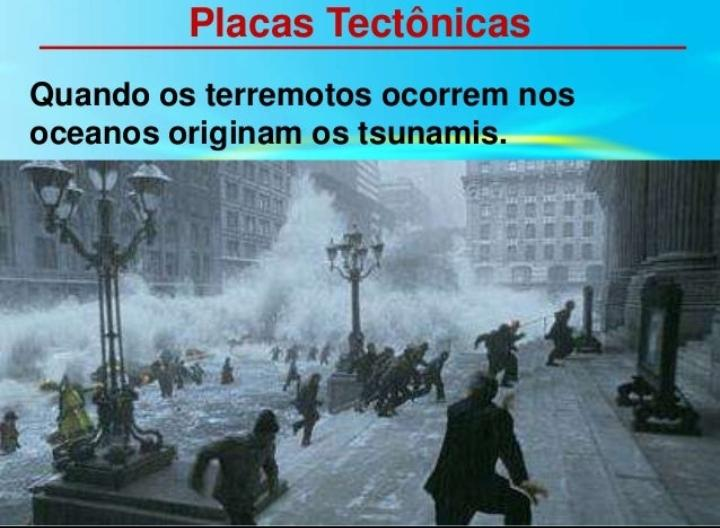 Placas Tectônicas
Quando os terremotos ocorrem nos
oceanos originam os tsunamis.